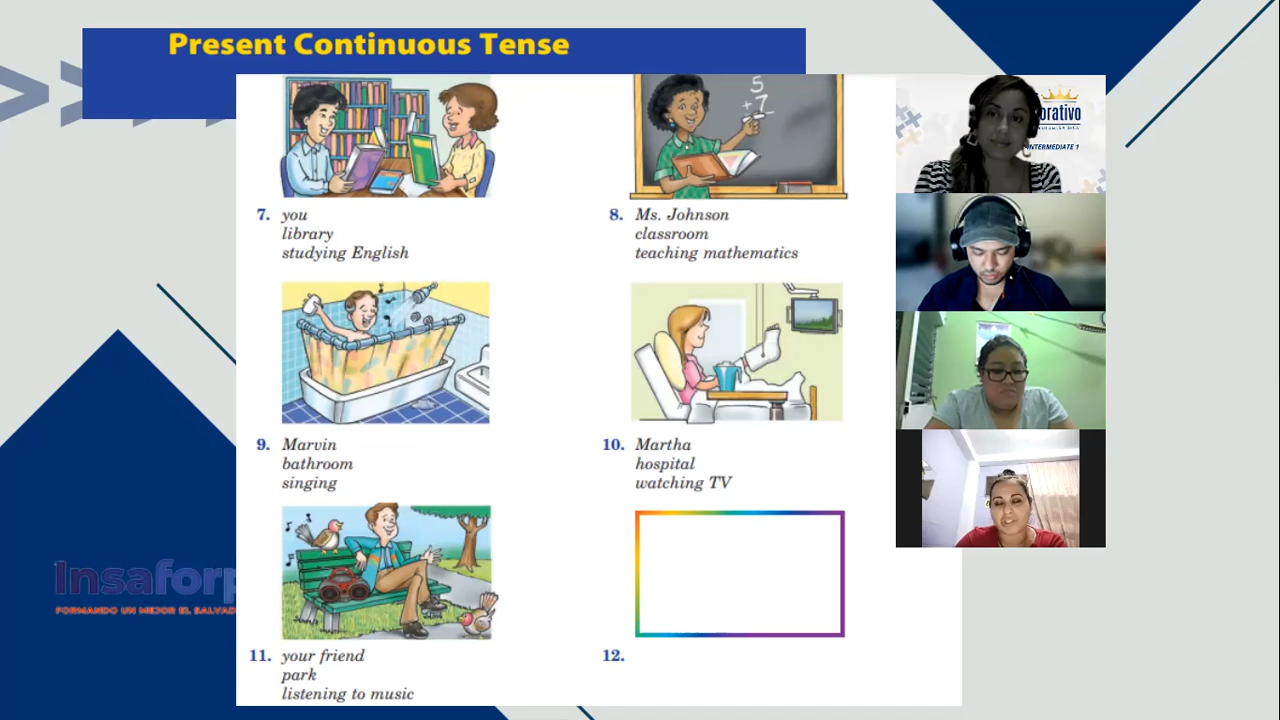 Present Continuous Tense
5
+7
7. you
library
studying English
8. Ms. Johnson
classroom
teaching mathematics
9. Marvin
bathroom
singing
10. Martha
hospital
watching TV
11. your friend
park
listening to music
12.
orativo
INTERMEDIATE 1
Insaforp
FORMANDO UN MEJOR EL SALVAD